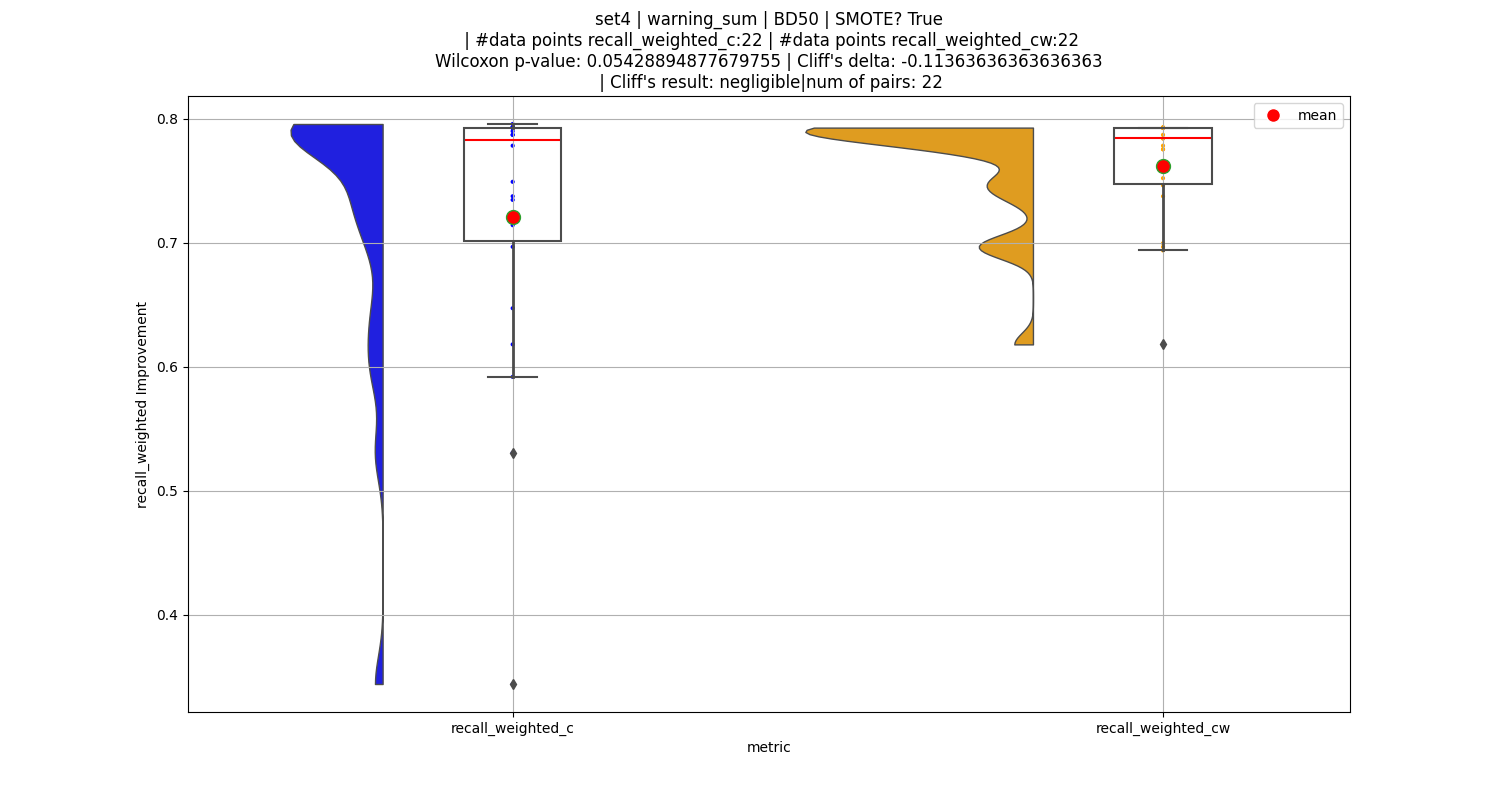 set4 | warning_sum | BD50 | SMOTE? True
| #data points recall_weighted_c:22 | #data points recall_weighted_cw:22
Wilcoxon p-value: 0.05428894877679755 | Cliff's delta: -0.11363636363636363
| Cliff's result: negligible|num of pairs: 22
mean
0.8
0.7
0.6
0.5
0.4
recall_weighted Improvement
recall_weighted_c
recall_weighted_cw
metric